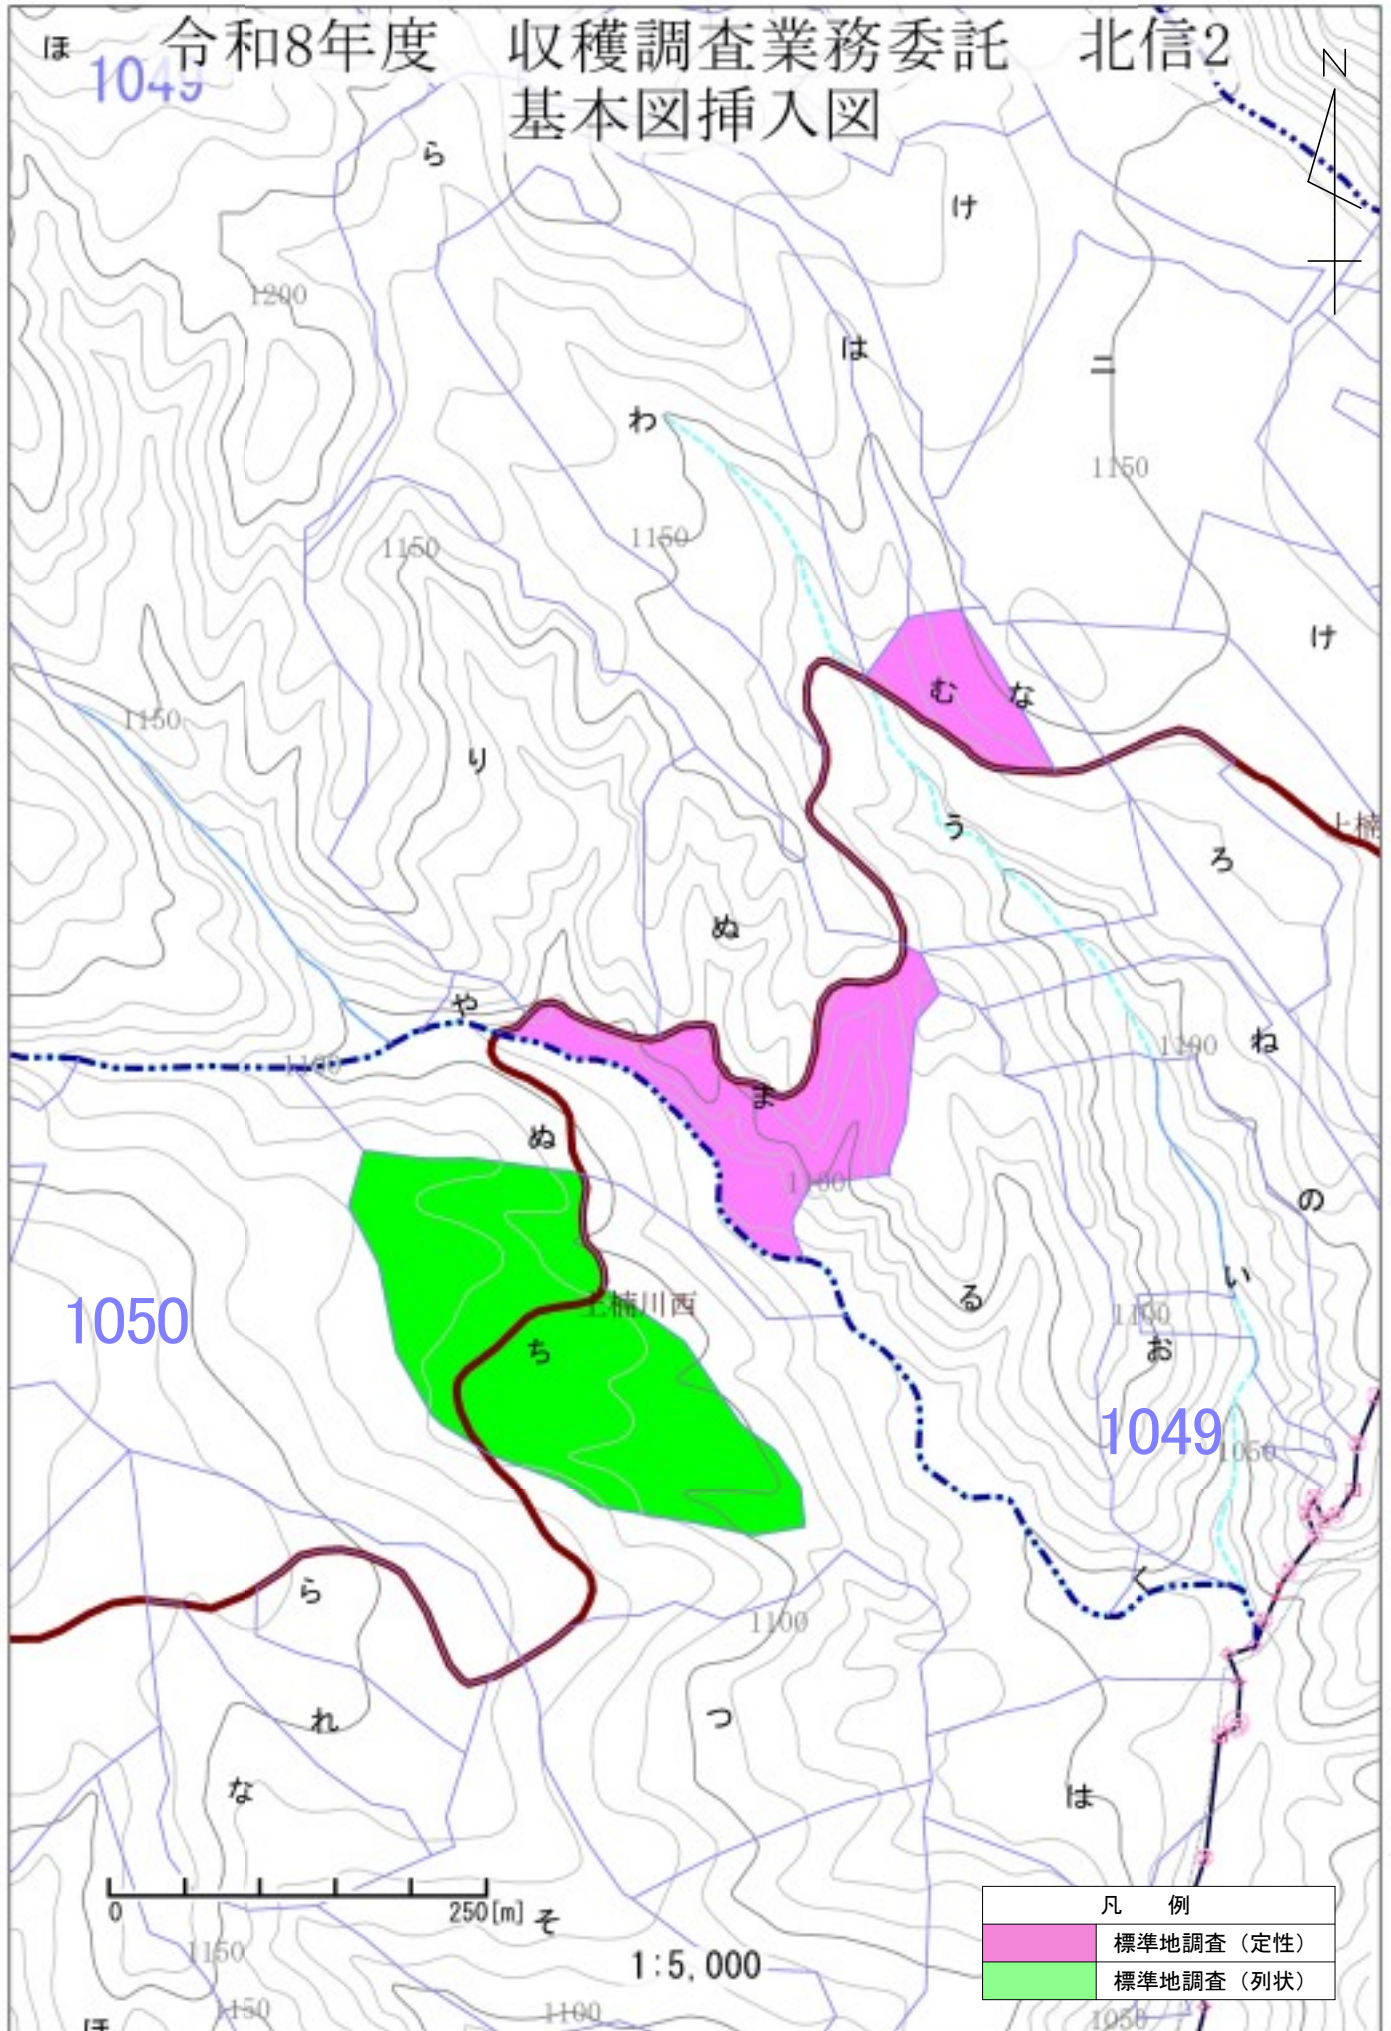 令和8年度　収穫調査業務委託　北信2
基本図挿入図
ほ
1049
N
ら
け
1200
は
ニ
わ
1150
1150
1150
け
む
な
1150
り
う
上楠
ろ
ぬ
や
1100
ね
1100
ま
ぬ
1100
の
い
る
1050
上楠川西
1100
お
ち
1049
1050
く
ら
1100
れ
つ
な
は
0
250[m]
そ
1:5,000
1150
1150
1100
1050
ほ
凡　例
標準地調査（定性）
標準地調査（列状）